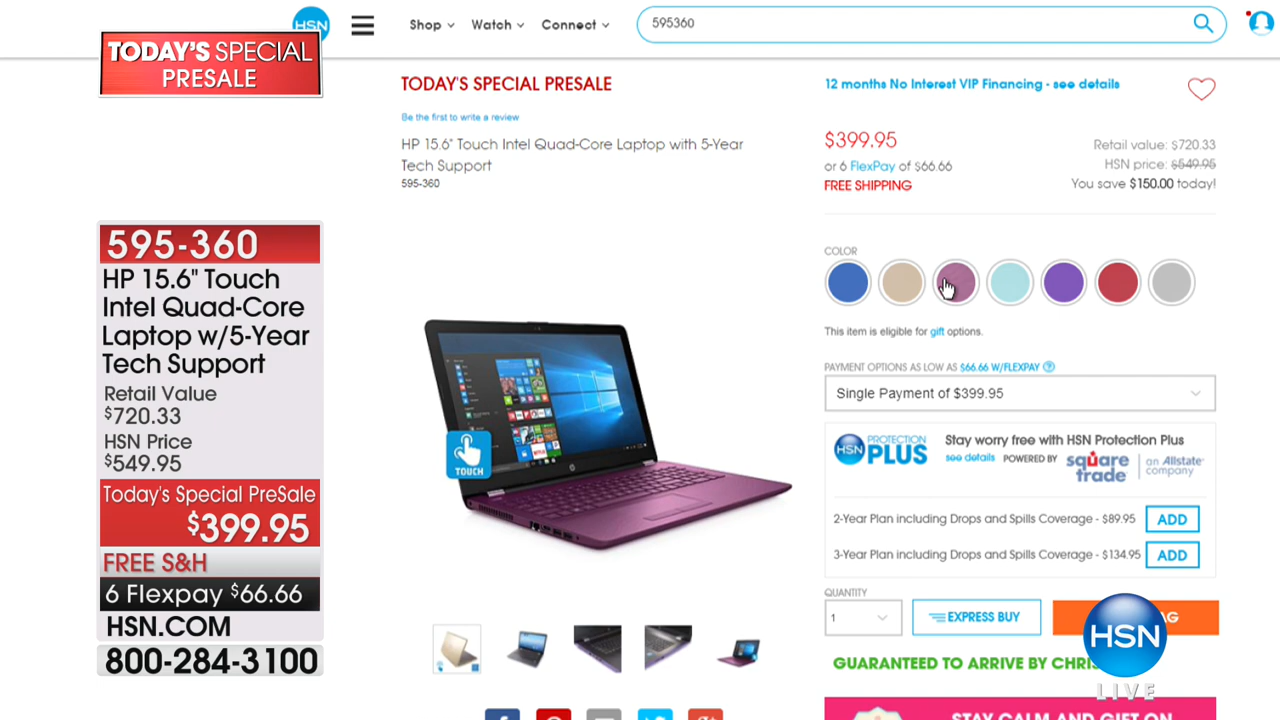 HSN
Shop
Watch
Connect
595360
TODAY'S SPECIAL
PRESALE
TODAY'S SPECIAL PRESALE
Be the first to write a review
HP 15.6" Touch Intel Quad-Core Laptop with 5-Year
Tech Support
595-360
12 months No Interest VIP Financing - see details
$399.95
or 6 FlexPay of $66.66
FREE SHIPPING
Retail value: $720.33
HSN price: $549.95
You save $150.00 today!
COLOR
This item is eligible for gift options.
PAYMENT OPTIONS AS LOW AS $66.66 W/FLEXPAY ?
Single Payment of $399.95
HSN PROTECTION PLUS
Stay worry free with HSN Protection Plus
see details POWERED BY
square trade
an Allstate company
2-Year Plan including Drops and Spills Coverage - $89.95 ADD
3-Year Plan including Drops and Spills Coverage - $134.95 ADD
QUANTITY
1
EXPRESS BUY
AG
GUARANTEED TO ARRIVE BY CHRIS
STAY CALM AND GIFT ON
TOUCH
595-360
HP 15.6" Touch
Intel Quad-Core
Laptop w/5-Year
Tech Support
Retail Value
$720.33
HSN Price
$549.95
Today's Special PreSale
$399.95
FREE S&H
6 Flexpay $66.66
HSN.COM
800-284-3100
HSN
LIVE